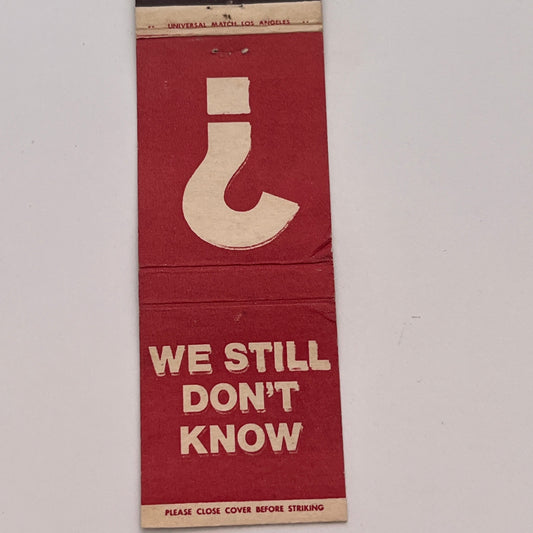 UNIVERSAL MATCH, LOS ANGELES
?
WE STILL
DON'T
KNOW
PLEASE CLOSE COVER BEFORE STRIKING